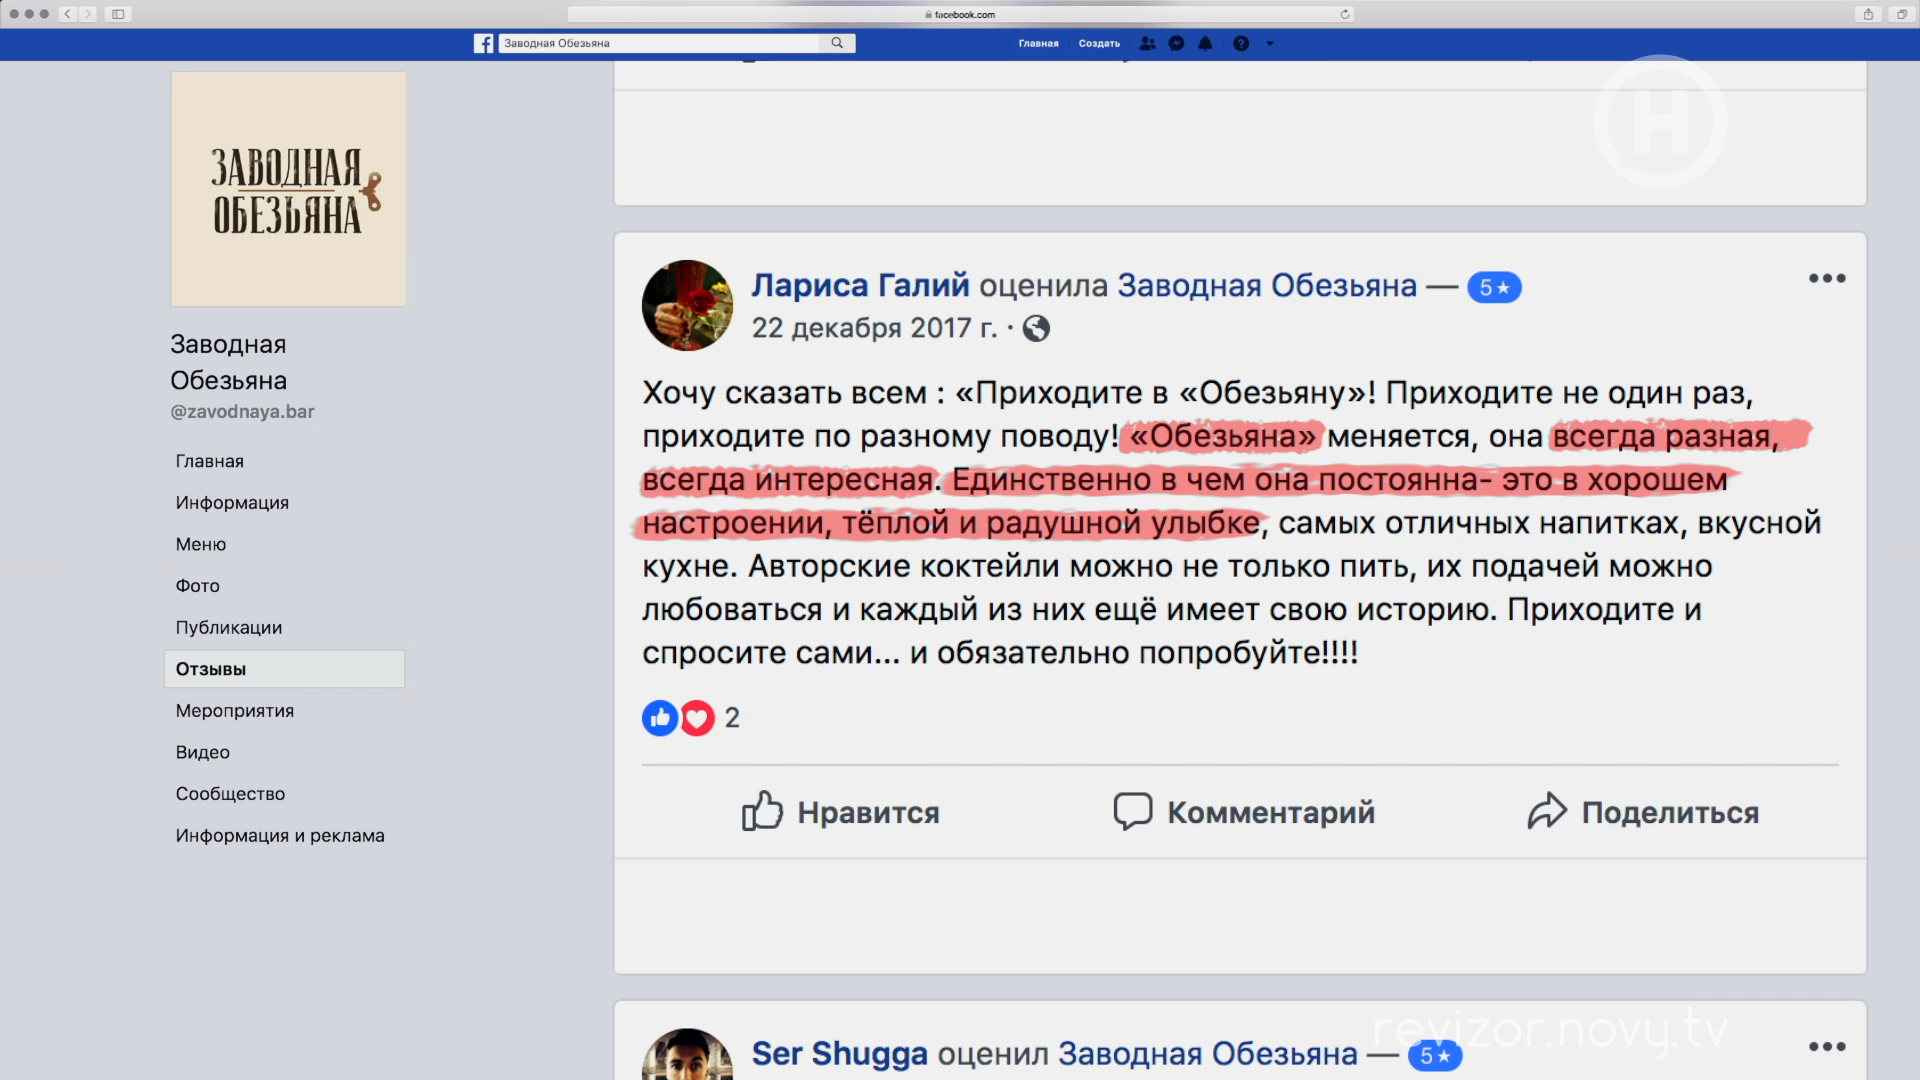 facebook.com
Заводная Обезьяна
Главная
Создать
ЗАВОДНАЯ
ОБЕЗЬЯНА
Заводная
Обезьяна
@zavodnaya.bar
Главная
Информация
Меню
Фото
Публикации
Отзывы
Мероприятия
Видео
Сообщество
Информация и реклама
Н
Лариса Галий оценила Заводная Обезьяна — 5★
22 декабря 2017 г. ·
Хочу сказать всем : «Приходите в «Обезьяну»! Приходите не один раз,
приходите по разному поводу! «Обезьяна» меняется, она всегда разная,
всегда интересная. Единственно в чем она постоянна- это в хорошем
настроении, тёплой и радушной улыбке, самых отличных напитках, вкусной
кухне. Авторские коктейли можно не только пить, их подачей можно
любоваться и каждый из них ещё имеет свою историю. Приходите и
спросите сами... и обязательно попробуйте!!!!
2
Нравится
Комментарий
Поделиться
Ser Shugga оценил Заводная Обезьяна — 5★
revizor.novy.tv